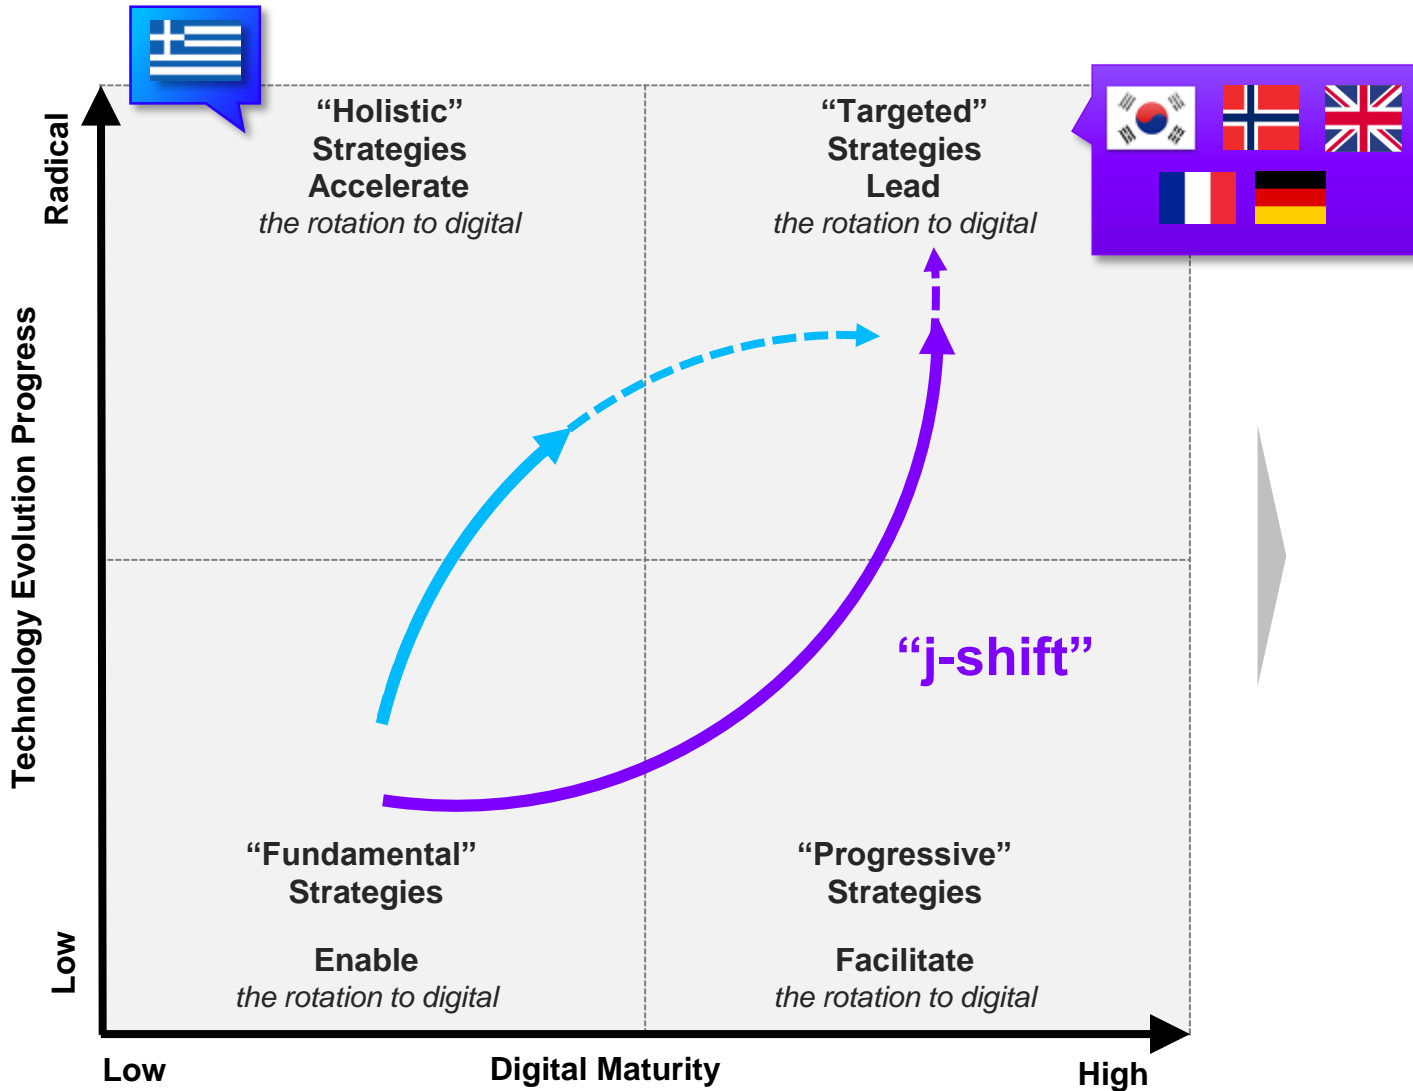 “Holistic”
Strategies
Accelerate
the rotation to digital
“Targeted”
Strategies
Lead
the rotation to digital
Radical
Technology Evolution Progress
Low
“j-shift”
“Fundamental”
Strategies
Enable
the rotation to digital
“Progressive”
Strategies
Facilitate
the rotation to digital
Low
Digital Maturity
High